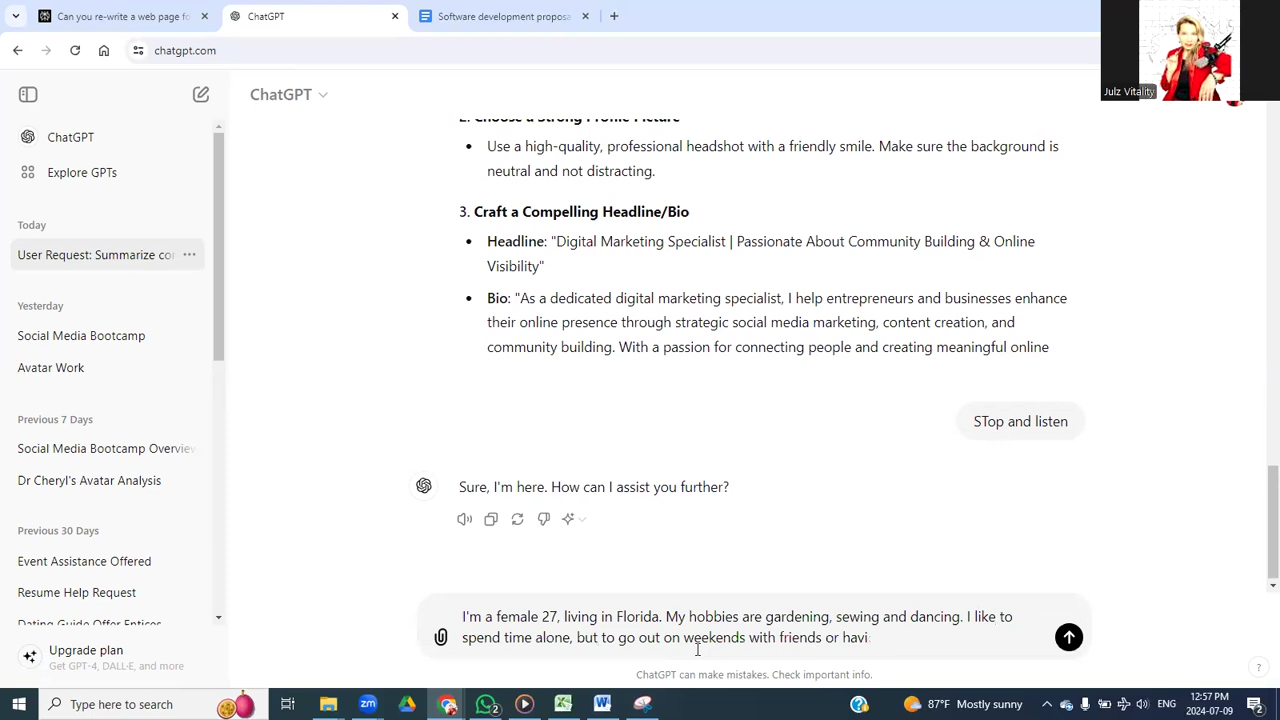 Can you re-write a web page fo
ChatGPT
Software development proposa
chatgpt.com
Julz Vitality
ChatGPT
ChatGPT
Explore GPTs
Today
User Request: Summarize cor
Yesterday
Social Media Bootcamp
Avatar Work
Previous 7 Days
Social Media Bootcamp Overview
Dr Cheryl's Avatar Analysis
Previous 30 Days
Event Assistance Offered
Resume Help Request
Dating Guide Offer Entices
Upgrade plan
Get GPT-4, DALL·E, and more
2. Choose a Strong Profile Picture
• Use a high-quality, professional headshot with a friendly smile. Make sure the background is
neutral and not distracting.
3. Craft a Compelling Headline/Bio
• Headline: "Digital Marketing Specialist | Passionate About Community Building & Online
Visibility"
• Bio: "As a dedicated digital marketing specialist, I help entrepreneurs and businesses enhance
their online presence through strategic social media marketing, content creation, and
community building. With a passion for connecting people and creating meaningful online
STop and listen
Sure, I'm here. How can I assist you further?
I'm a female 27, living in Florida. My hobbies are gardening, sewing and dancing. I like to
spend time alone, but to go out on weekends with friends or havi
ChatGPT can make mistakes. Check important info.
?
Type here to search
zm
2
87°F Mostly sunny
ENG
12:57 PM
2024-07-09
2